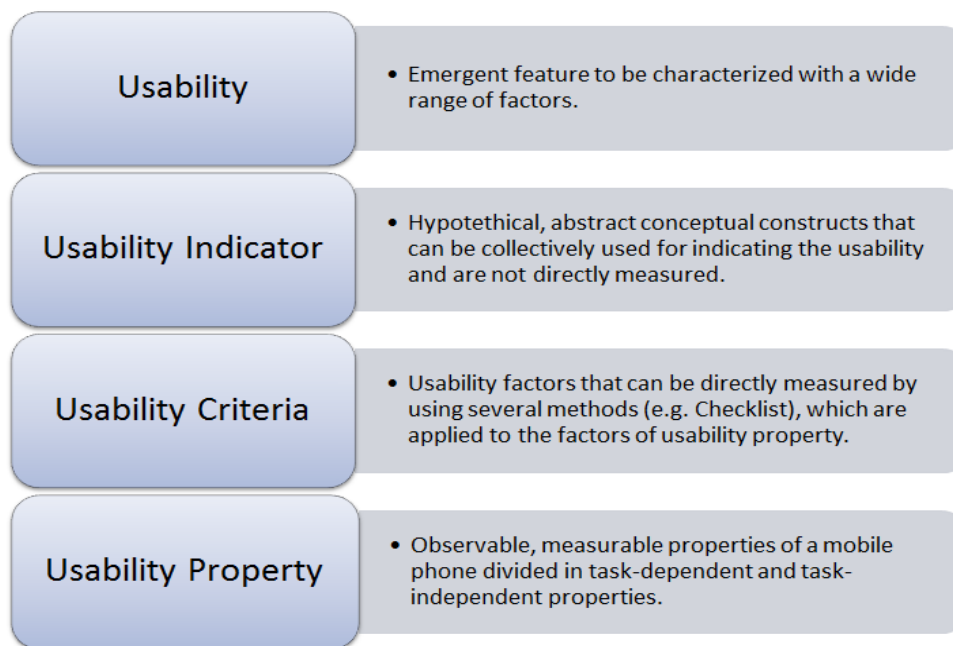 Usability
• Emergent feature to be characterized with a wide
range of factors.
Usability Indicator
• Hypotethical, abstract conceptual constructs that
can be collectively used for indicating the usability
and are not directly measured.
Usability Criteria
• Usability factors that can be directly measured by
using several methods (e.g. Checklist), which are
applied to the factors of usability property.
Usability Property
• Observable, measurable properties of a mobile
phone divided in task-dependent and task-
independent properties.